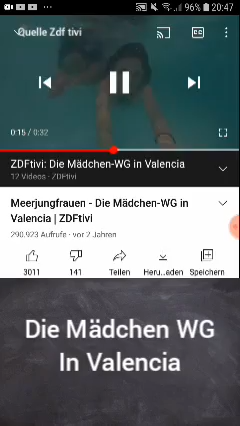 96% 20:47
Quelle Zdf tivi
0:15 / 0:32
ZDFtivi: Die Mädchen-WG in Valencia
12 Videos · ZDFtivi
Meerjungfrauen - Die Mädchen-WG in
Valencia | ZDFtivi
290.923 Aufrufe · vor 2 Jahren
3011 141 Teilen Heru...aden Speichern
Die Mädchen WG
In Valencia